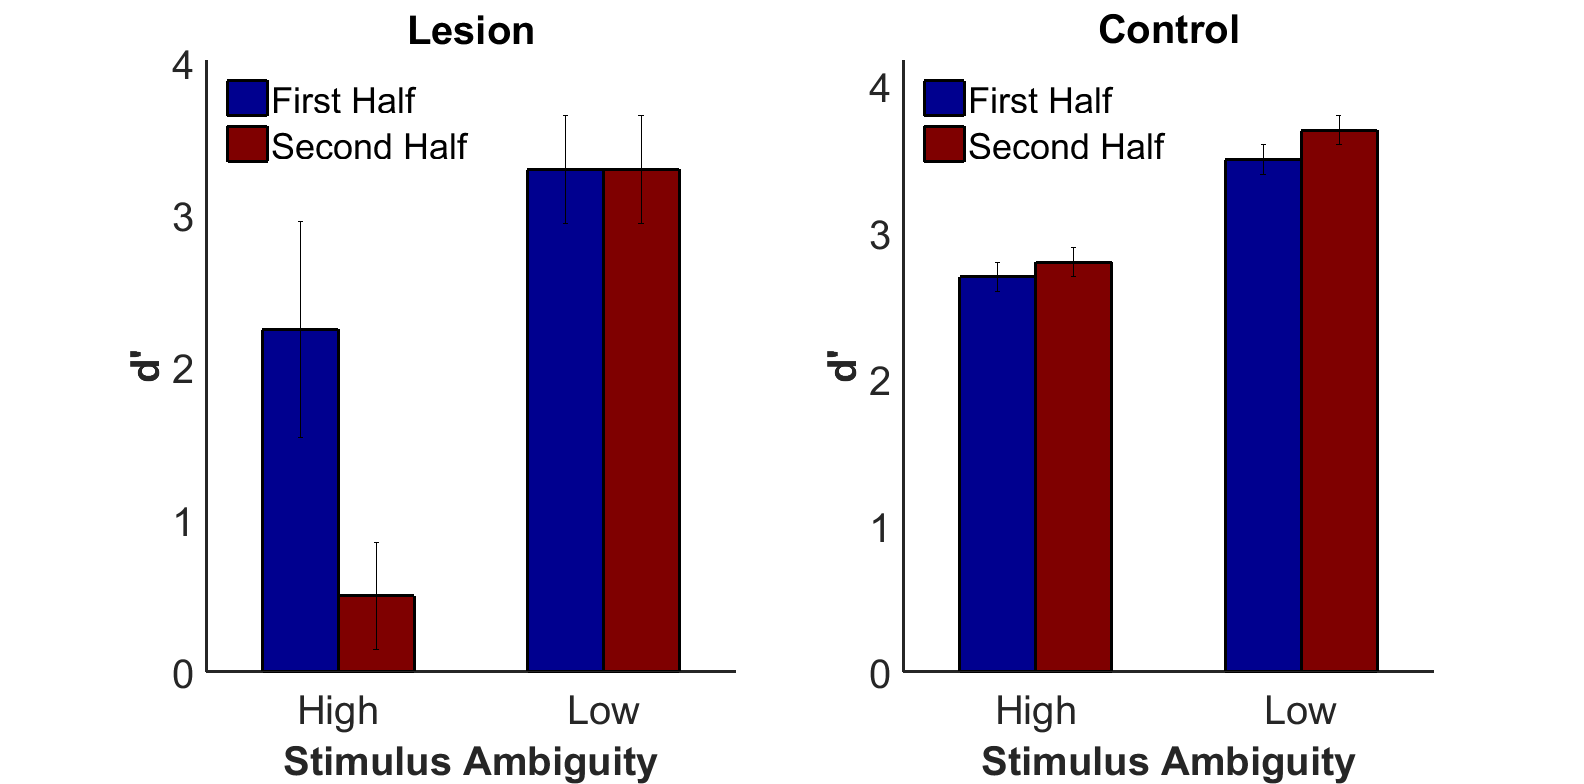 Lesion
4
3
2
1
0
d'
First Half
Second Half
High
Low
Stimulus Ambiguity
Control
4
3
2
1
0
d'
First Half
Second Half
High
Low
Stimulus Ambiguity